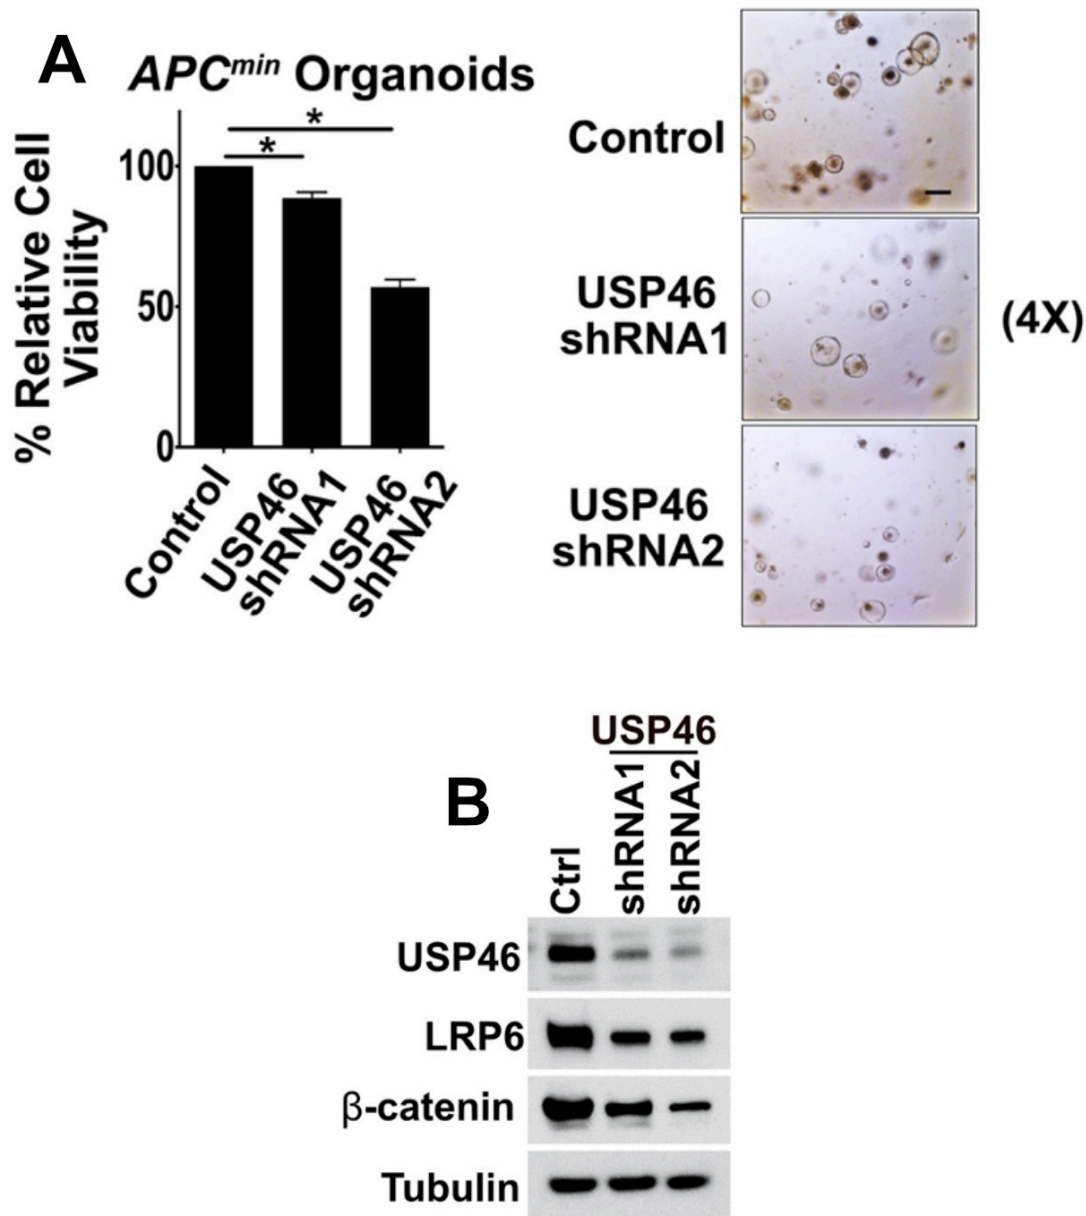 A
APCmin Organoids
% Relative Cell
Viability
100
50
0
*
*
Control
USP46
shRNA1
USP46
shRNA2
Control
USP46
shRNA1
(4X)
USP46
shRNA2
B
USP46
Ctrl
shRNA1
shRNA2
USP46
LRP6
β-catenin
Tubulin